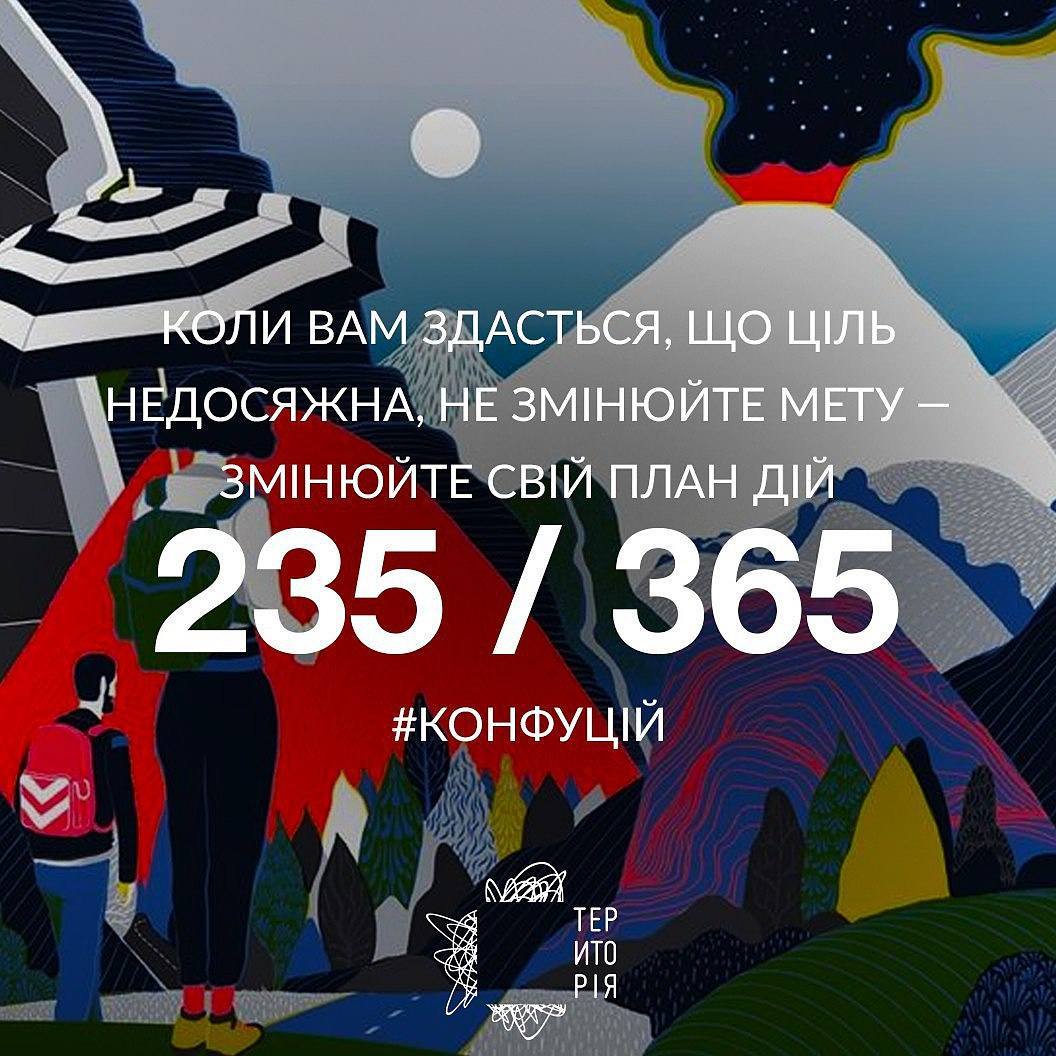 КОЛИ ВАМ ЗДАСТЬСЯ, ЩО ЦІЛЬ
НЕДОСЯЖНА, НЕ ЗМІНЮЙТЕ МЕТУ —
ЗМІНЮЙТЕ СВІЙ ПЛАН ДІЙ
235 / 365
#КОНФУЦІЙ
ТЕР
ИТО
РІЯ